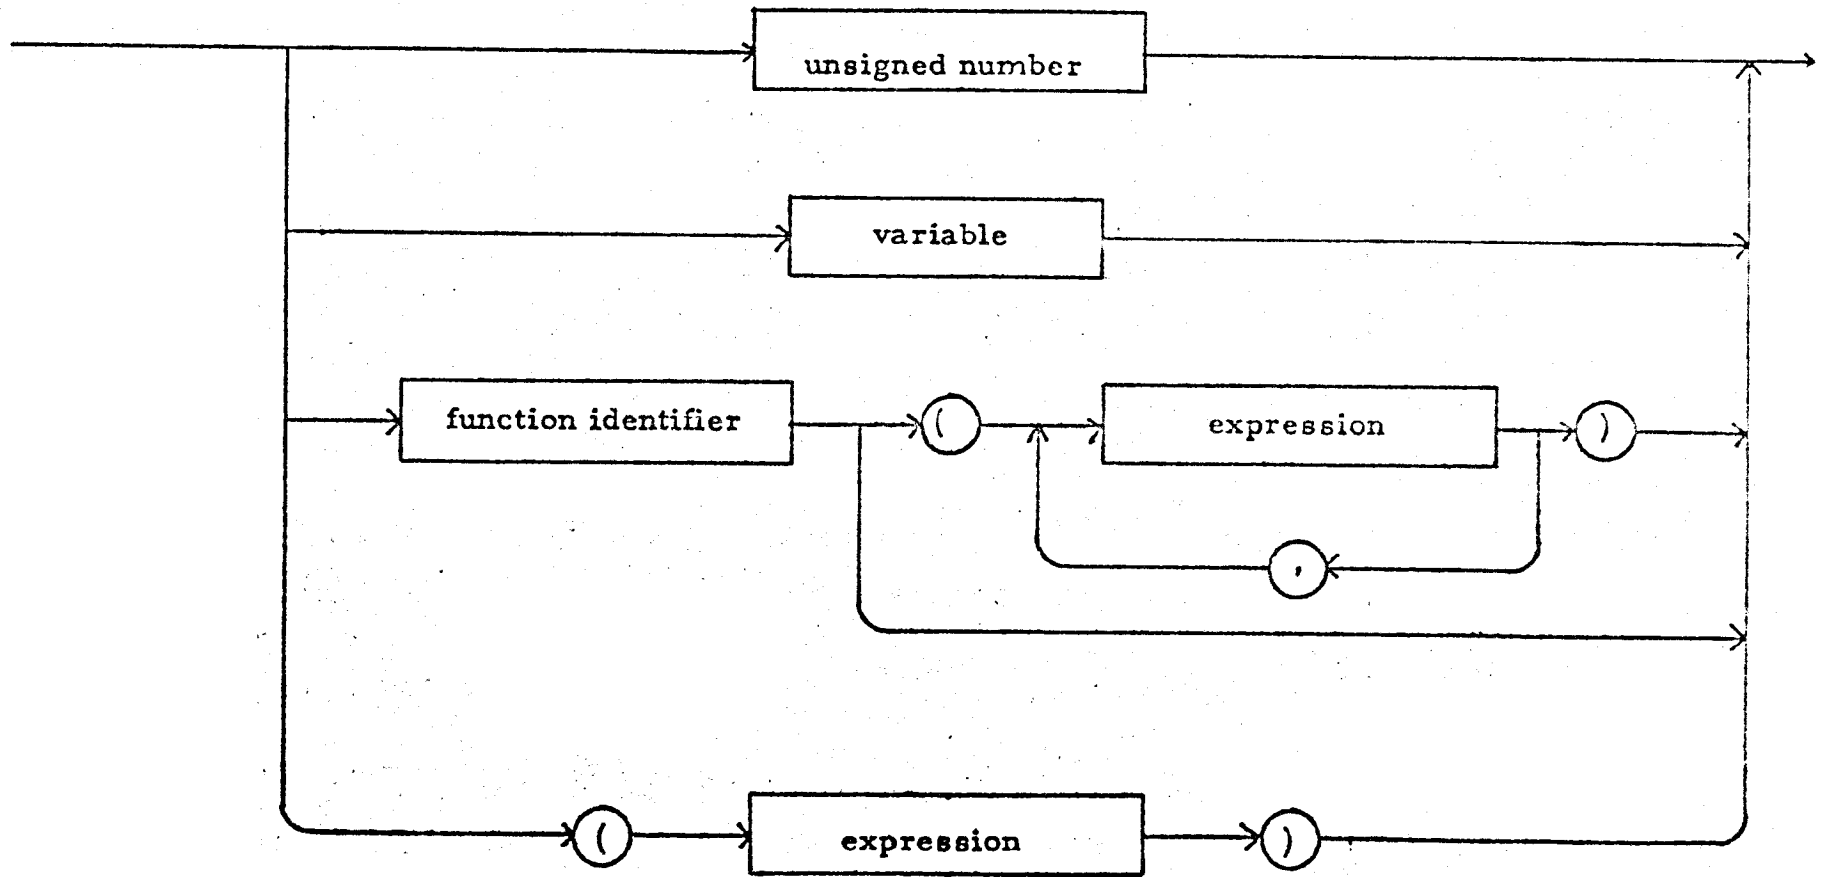 unsigned number
variable
function identifier ( expression )
,
( expression )